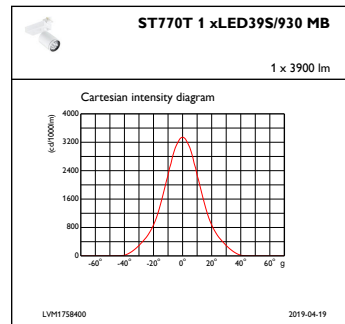 ST770T 1 xLED39S/930 MB
1 x 3900 lm
Cartesian intensity diagram
(cd/1000lm)
4000
3200
2400
1600
800
0
-60° -40° -20° 0° 20° 40° 60° g
LVM1758400 2019-04-19